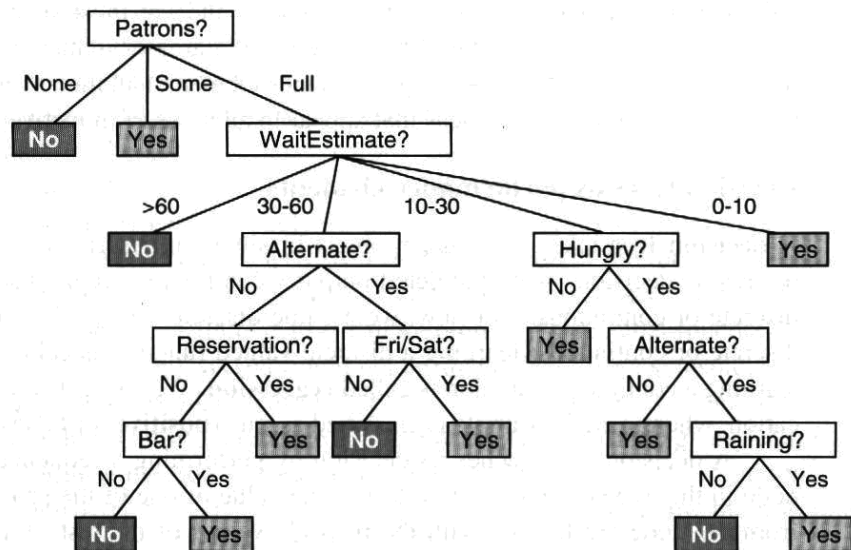 Patrons?
None Some Full
No Yes WaitEstimate?
>60 30-60 10-30 0-10
No Alternate? Hungry? Yes
No Yes No Yes
Reservation? Fri/Sat? Yes Alternate?
No Yes No Yes No Yes
Bar? Yes No Yes Yes Raining?
No Yes No Yes
No Yes No Yes